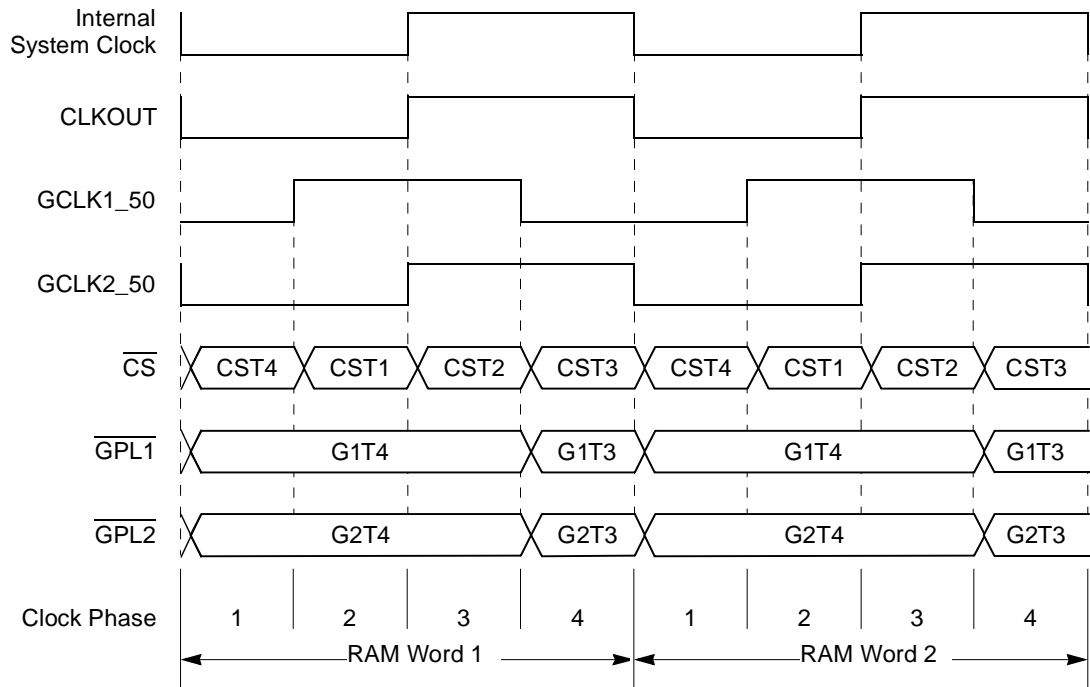 Internal
System Clock
CLKOUT
GCLK1_50
GCLK2_50
CS CST4 CST1 CST2 CST3 CST4 CST1 CST2 CST3
GPL1 G1T4 G1T3 G1T4 G1T3
GPL2 G2T4 G2T3 G2T4 G2T3
Clock Phase 1 2 3 4 1 2 3 4
RAM Word 1 RAM Word 2